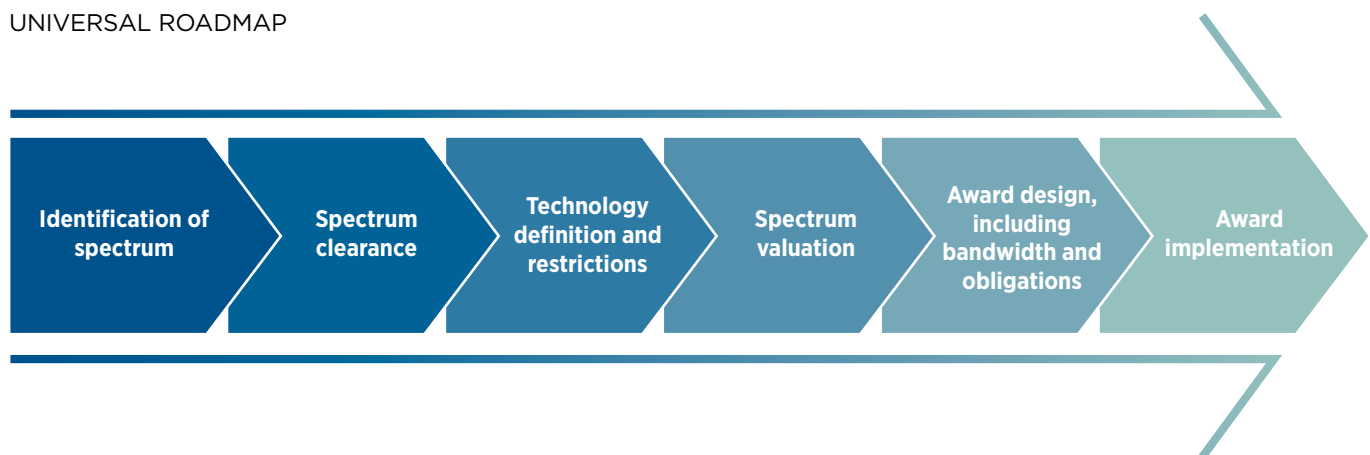 UNIVERSAL ROADMAP
Identification of
spectrum
Spectrum
clearance
Technology
definition and
restrictions
Spectrum
valuation
Award design,
including
bandwidth and
obligations
Award
implementation